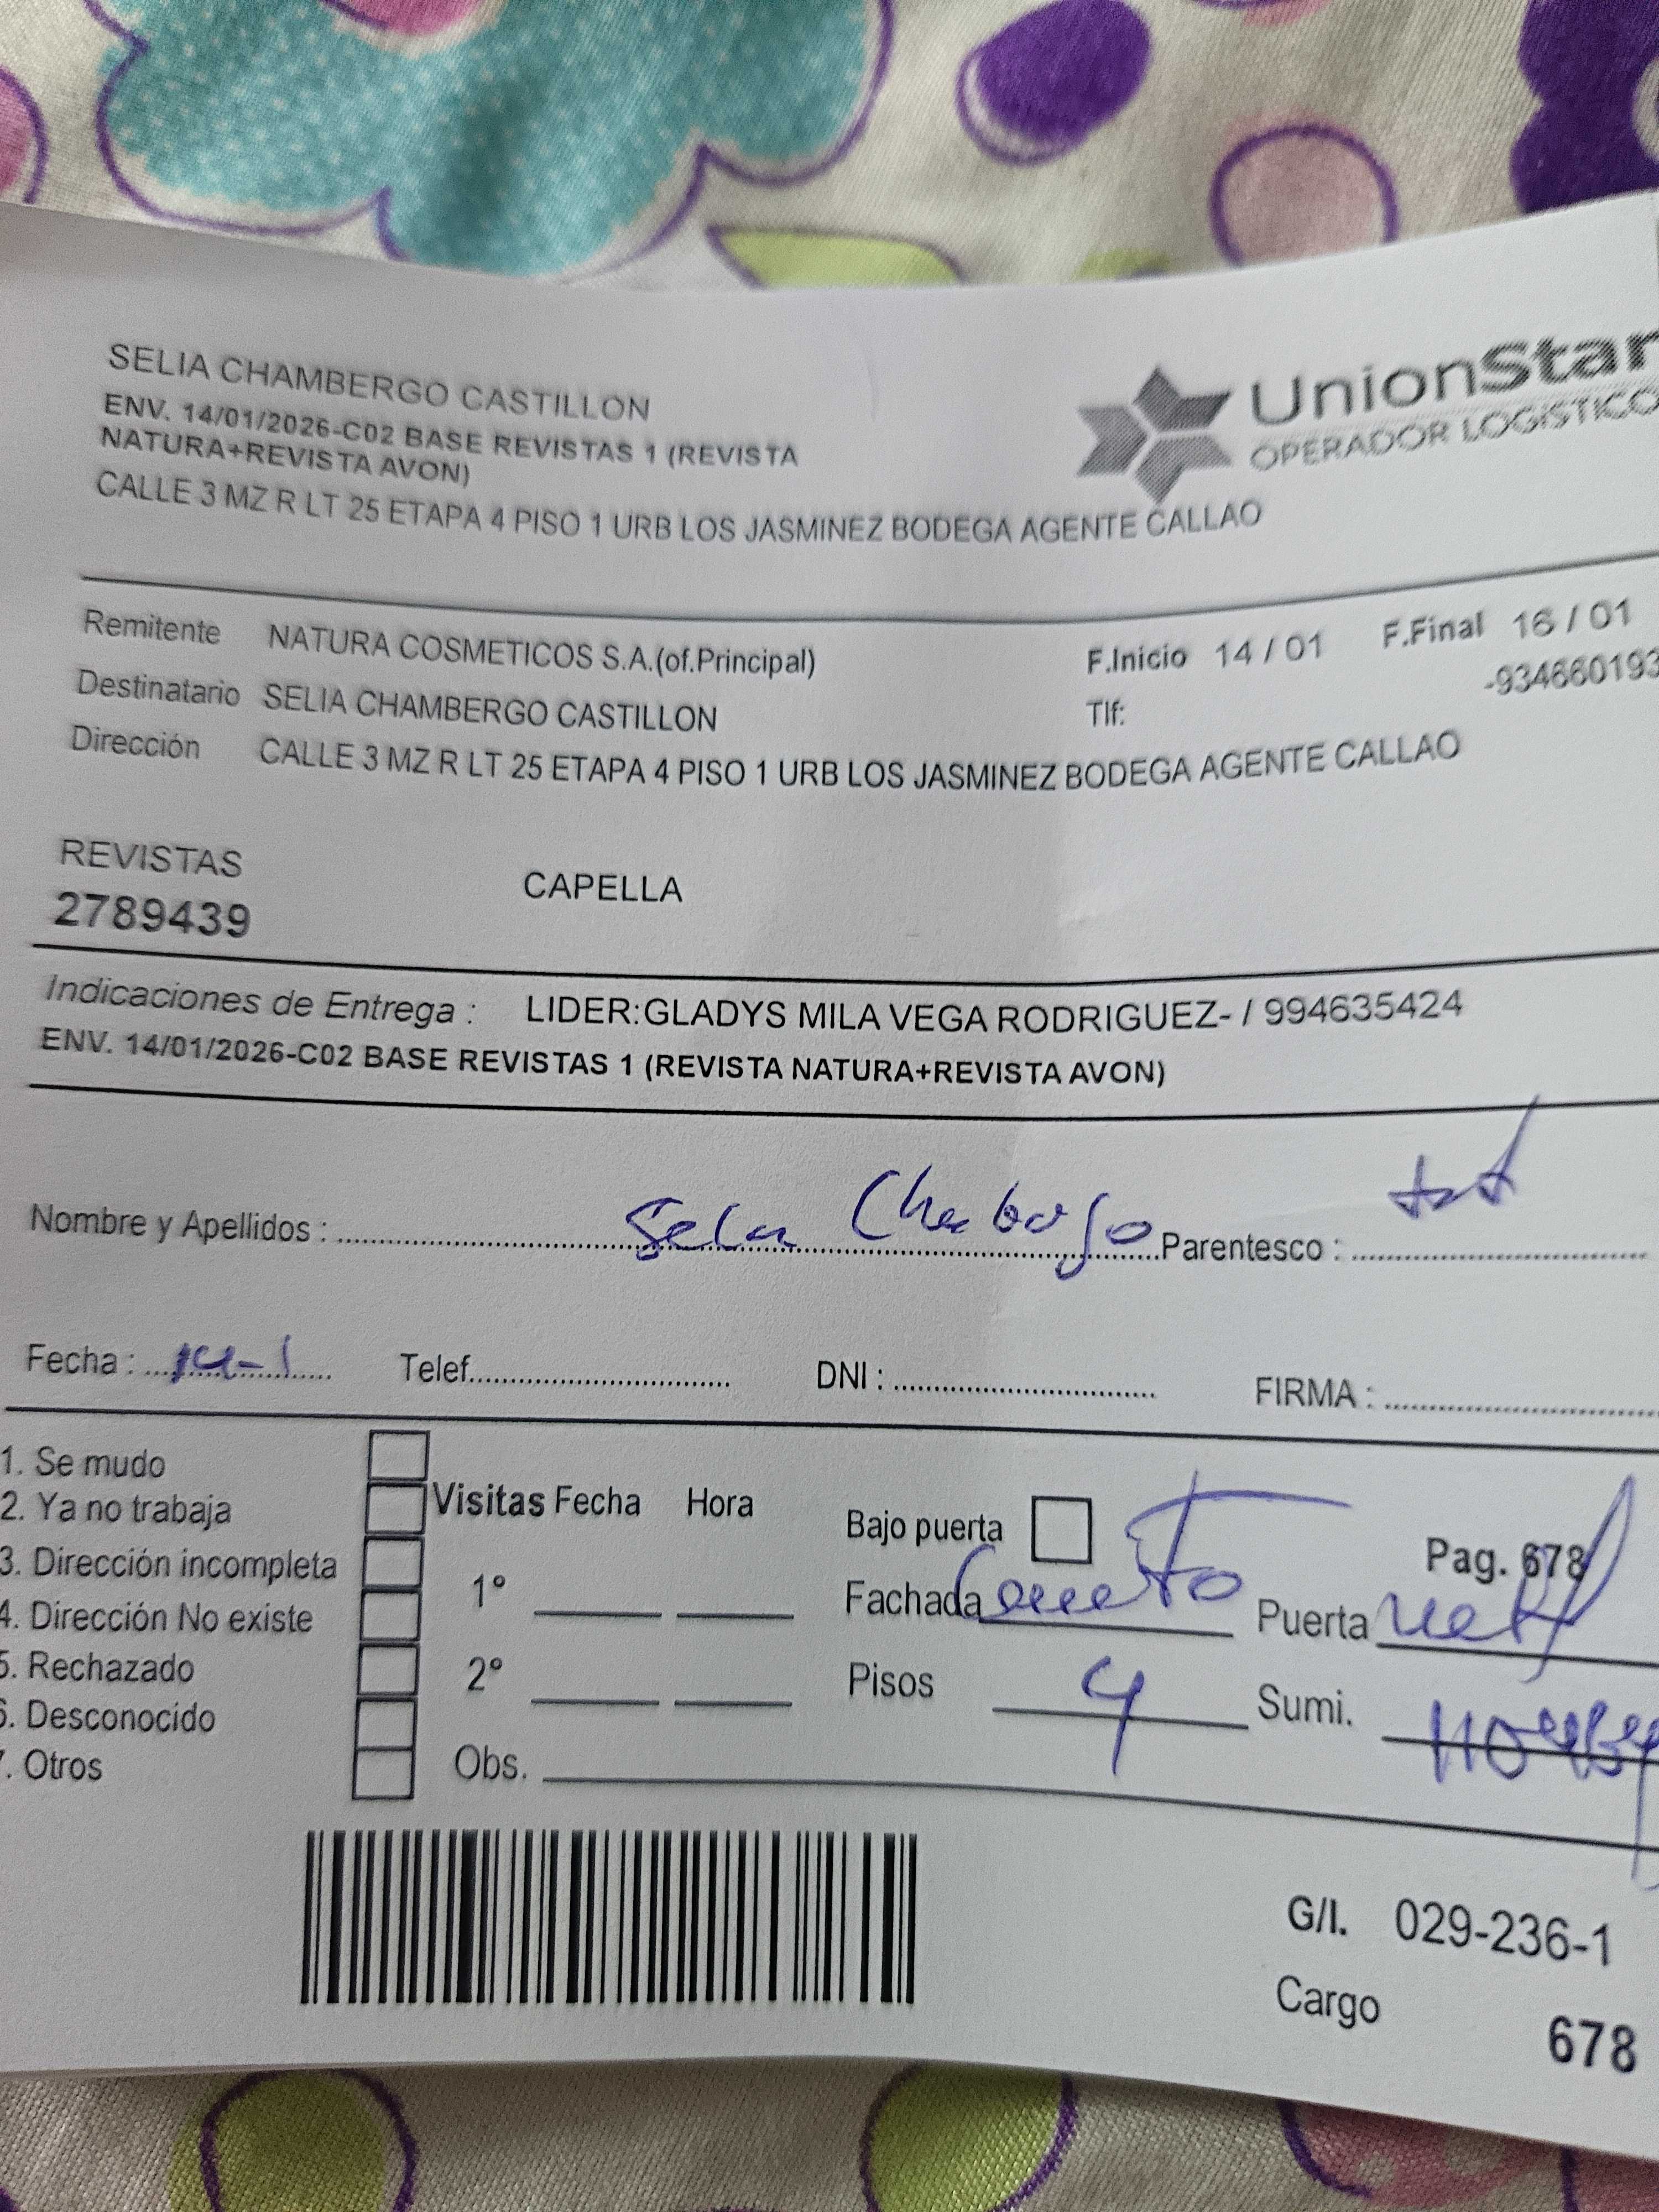 SELIA CHAMBERGO CASTILLON
ENV. 14/01/2026-C02 BASE REVISTAS 1 (REVISTA
NATURA+REVISTA AVON)
CALLE 3 MZ R LT 25 ETAPA 4 PISO 1 URB LOS JASMINEZ BODEGA AGENTE CALLAO
UnionStar
OPERADOR LOGISTICO
Remitente NATURA COSMETICOS S.A.(of.Principal) F.Inicio 14 / 01 F.Final 16 / 01
Destinatario SELIA CHAMBERGO CASTILLON Tlf: -934660193
Dirección CALLE 3 MZ R LT 25 ETAPA 4 PISO 1 URB LOS JASMINEZ BODEGA AGENTE CALLAO
REVISTAS
2789439 CAPELLA
Indicaciones de Entrega : LIDER:GLADYS MILA VEGA RODRIGUEZ- / 994635424
ENV. 14/01/2026-C02 BASE REVISTAS 1 (REVISTA NATURA+REVISTA AVON)
Nombre y Apellidos : Parentesco :
Fecha : 14-1 Telef. DNI : FIRMA :
1. Se mudo
2. Ya no trabaja
3. Dirección incompleta
4. Dirección No existe
5. Rechazado
6. Desconocido
7. Otros
Visitas Fecha Hora
1°
2°
Obs.
Bajo puerta Pag. 678
Fachada Puerta
Pisos 4 Sumi.
G/I. 029-236-1
Cargo 678